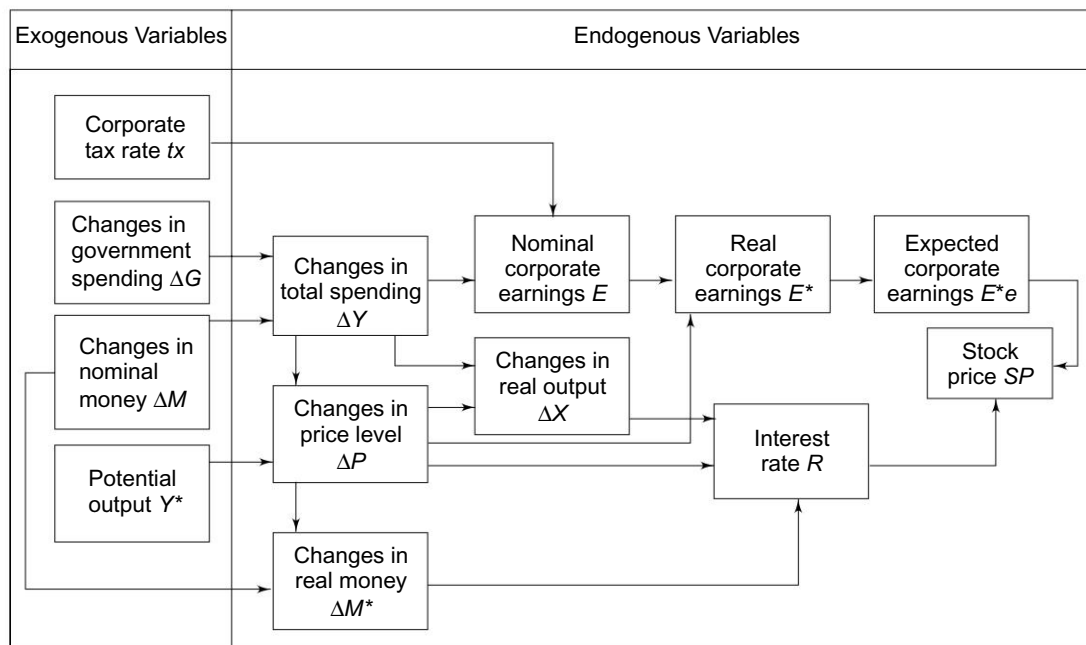 Exogenous Variables
Endogenous Variables
Corporate
tax rate tx
Changes in
government
spending ΔG
Changes in
nominal
money ΔM
Potential
output Y*
Changes in
total spending
ΔY
Changes in
price level
ΔP
Changes in
real money
ΔM*
Nominal
corporate
earnings E
Changes in
real output
ΔX
Real
corporate
earnings E*
Interest
rate R
Expected
corporate
earnings E*e
Stock
price SP